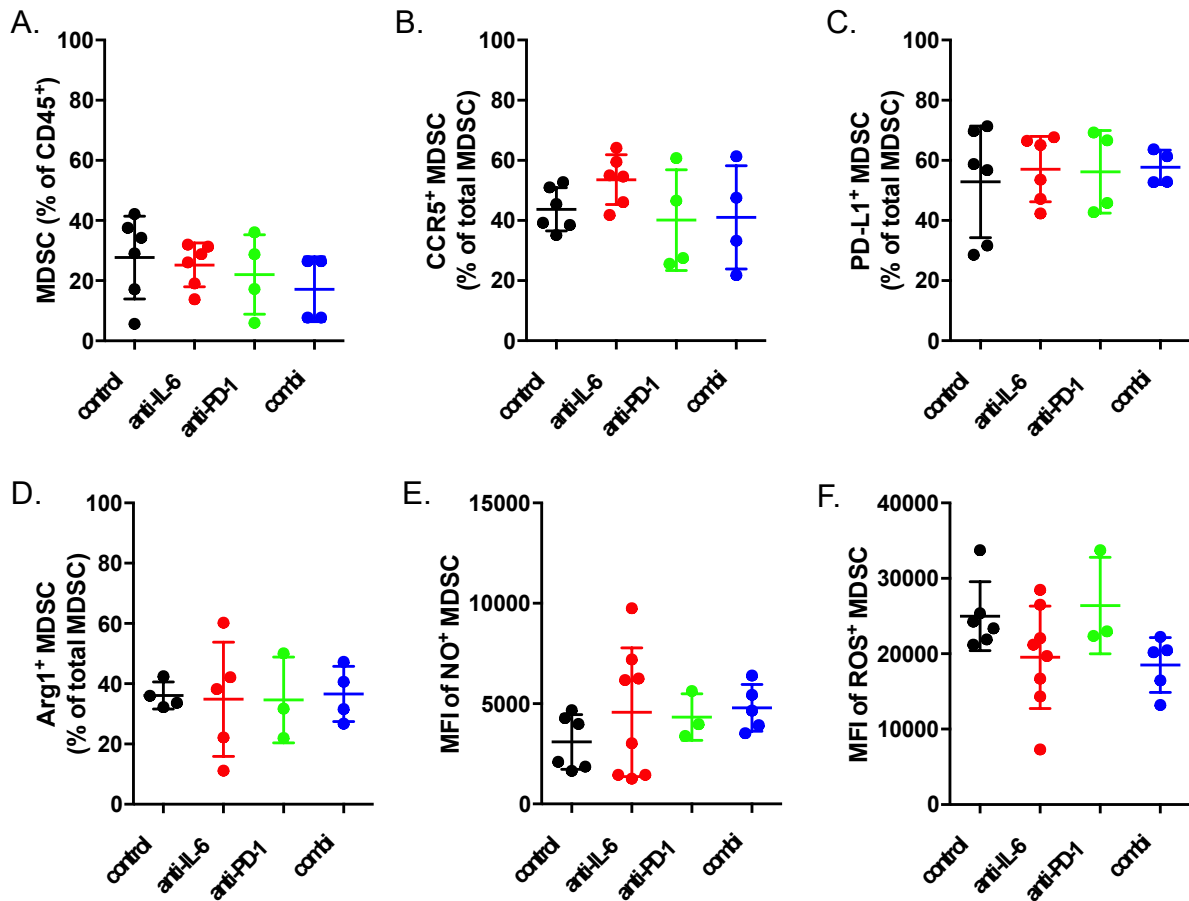 A.
MDSC (% of CD45⁺)
100
80
60
40
20
0
control
anti-IL-6
anti-PD-1
combi
B.
CCR5⁺ MDSC
(% of total MDSC)
100
80
60
40
20
0
control
anti-IL-6
anti-PD-1
combi
C.
PD-L1⁺ MDSC
(% of total MDSC)
100
80
60
40
20
0
control
anti-IL-6
anti-PD-1
combi
D.
Arg1⁺ MDSC
(% of total MDSC)
100
80
60
40
20
0
control
anti-IL-6
anti-PD-1
combi
E.
MFI of NO⁺ MDSC
15000
10000
5000
0
control
anti-IL-6
anti-PD-1
combi
F.
MFI of ROS⁺ MDSC
40000
30000
20000
10000
0
control
anti-IL-6
anti-PD-1
combi